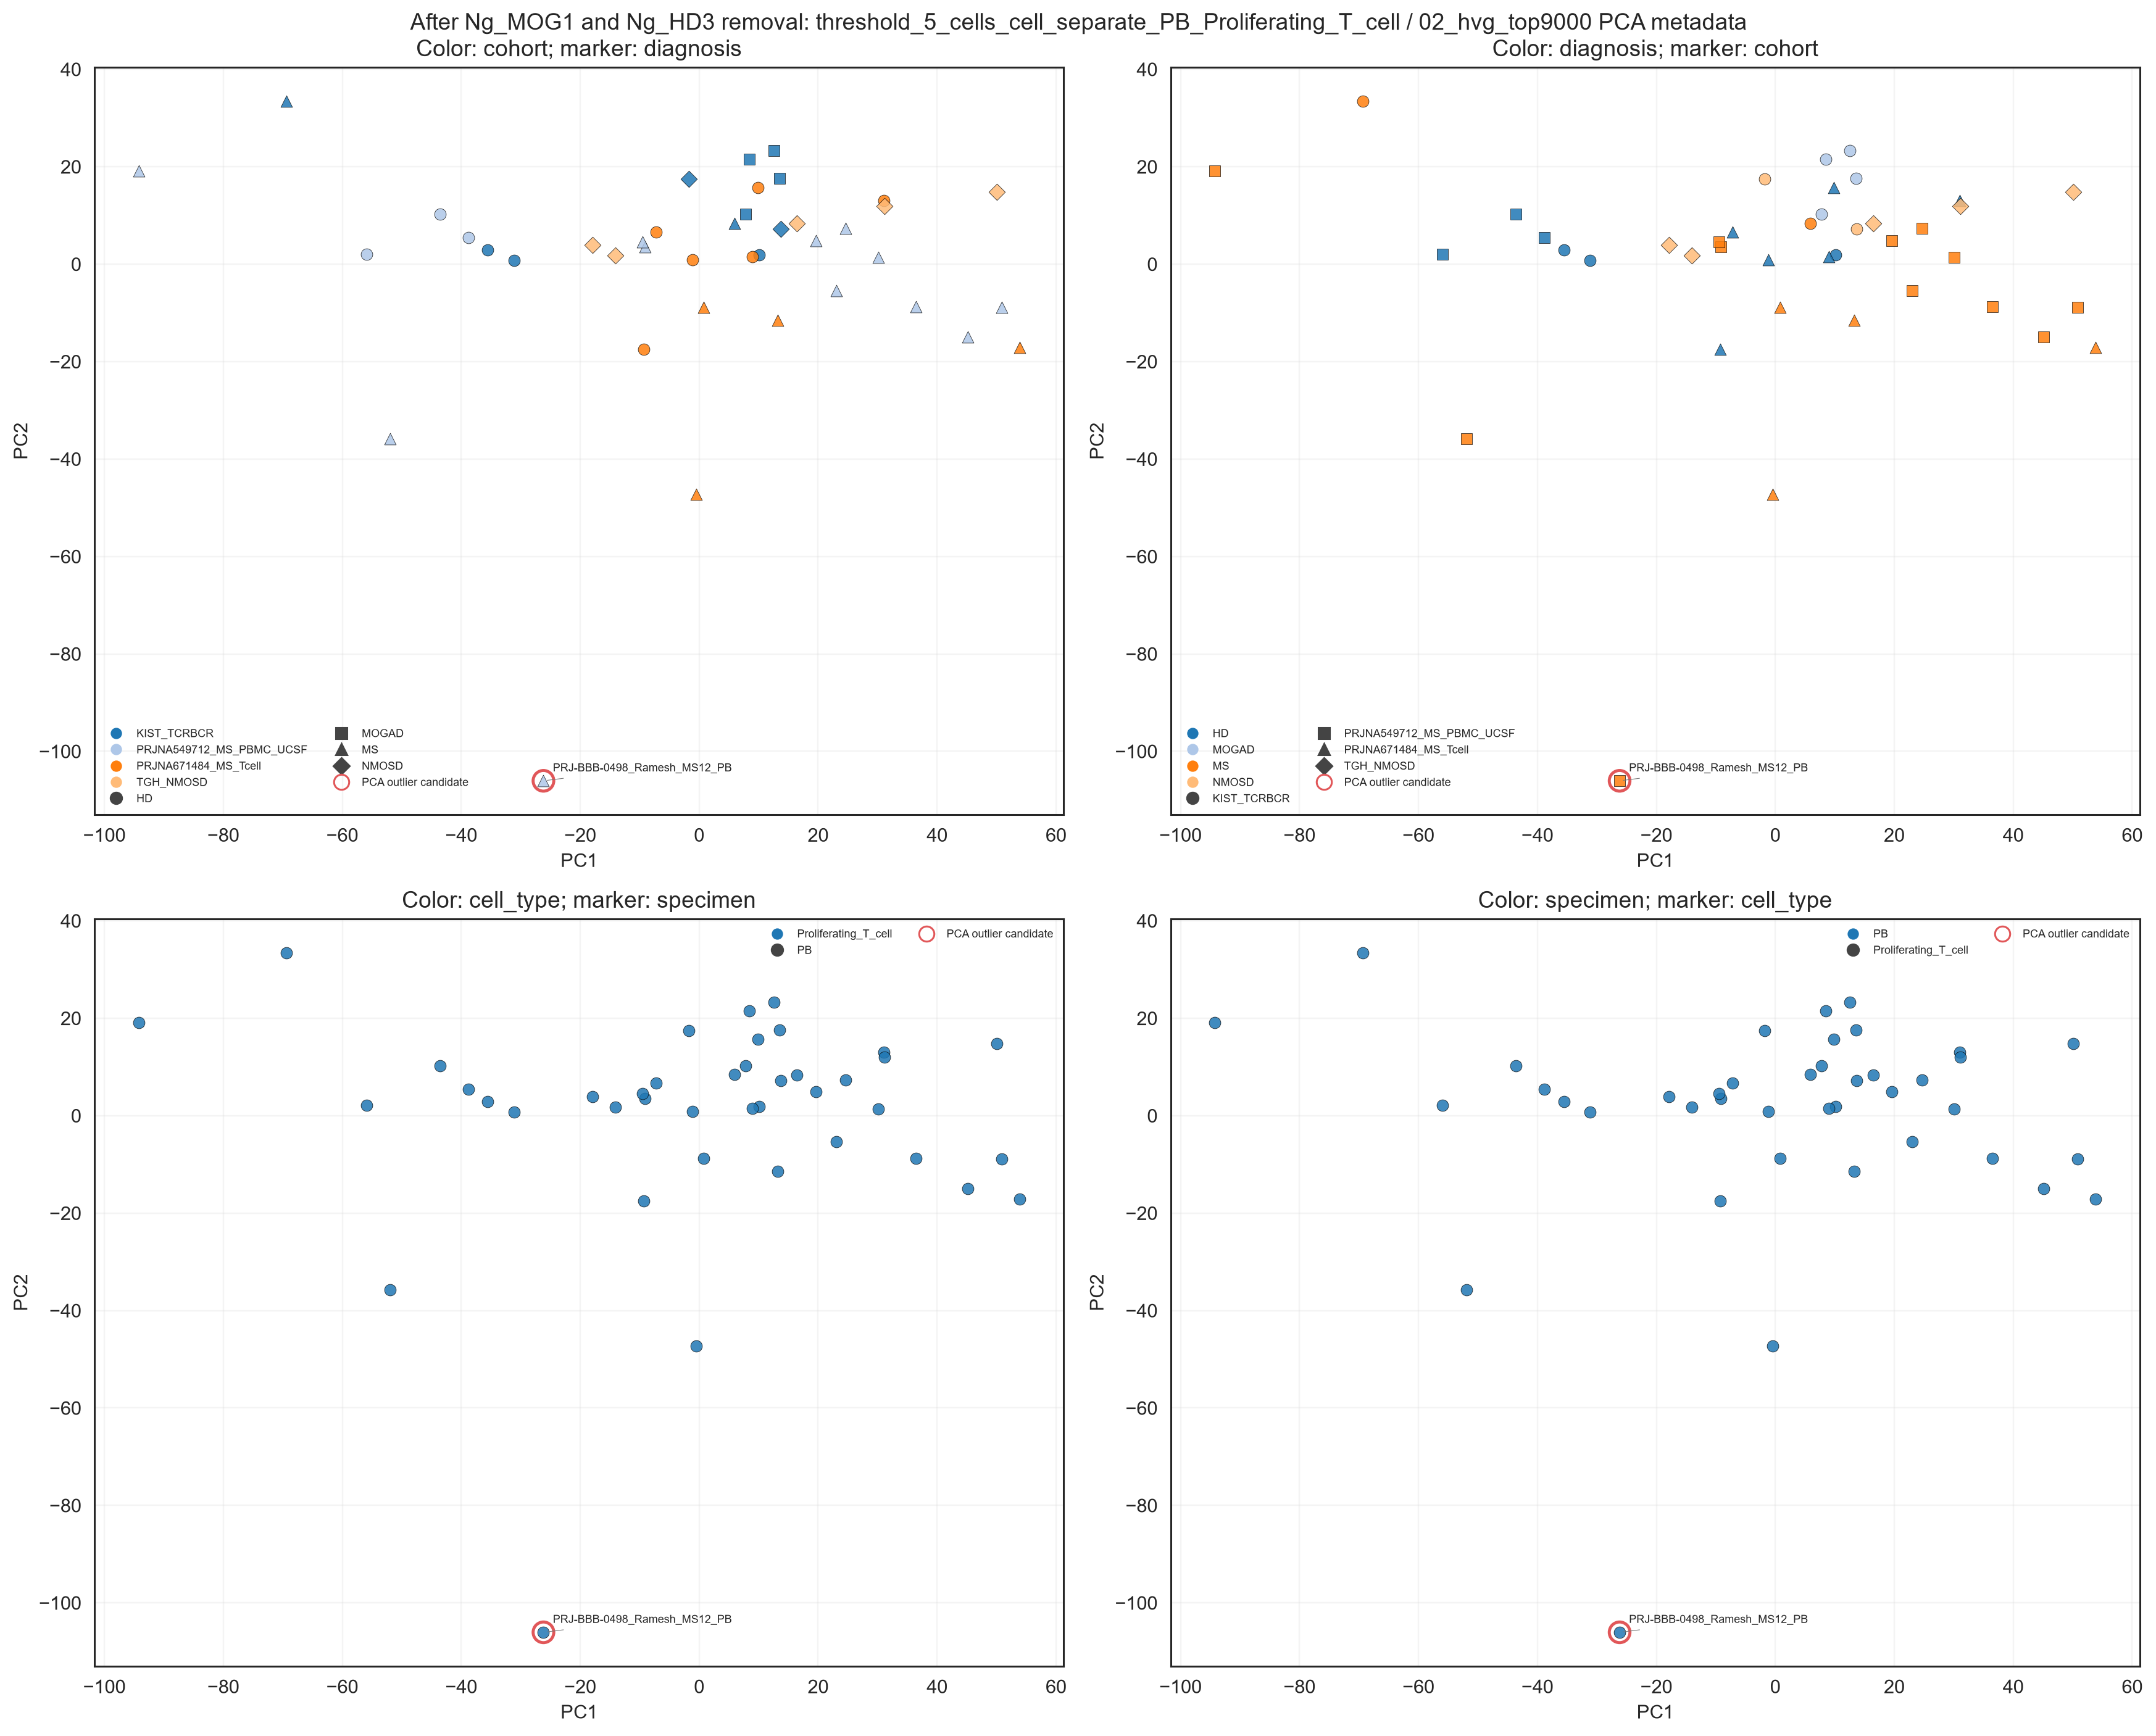 After Ng_MOG1 and Ng_HD3 removal: threshold_5_cells_cell_separate_PB_Proliferating_T_cell / 02_hvg_top9000 PCA metadata
Color: cohort; marker: diagnosis
40
20
0
−20
−40
−60
−80
−100
PC2
KIST_TCRBCR
PRJNA549712_MS_PBMC_UCSF
PRJNA671484_MS_Tcell
TGH_NMOSD
HD
MOGAD
MS
NMOSD
PCA outlier candidate
PRJ-BBB-0498_Ramesh_MS12_PB
−100 −80 −60 −40 −20 0 20 40 60
PC1
Color: diagnosis; marker: cohort
40
20
0
−20
−40
−60
−80
−100
PC2
HD
MOGAD
MS
NMOSD
KIST_TCRBCR
PRJNA549712_MS_PBMC_UCSF
PRJNA671484_MS_Tcell
TGH_NMOSD
PCA outlier candidate
PRJ-BBB-0498_Ramesh_MS12_PB
−100 −80 −60 −40 −20 0 20 40 60
PC1
Color: cell_type; marker: specimen
40
20
0
−20
−40
−60
−80
−100
PC2
Proliferating_T_cell
PB
PCA outlier candidate
PRJ-BBB-0498_Ramesh_MS12_PB
−100 −80 −60 −40 −20 0 20 40 60
PC1
Color: specimen; marker: cell_type
40
20
0
−20
−40
−60
−80
−100
PC2
PB
Proliferating_T_cell
PCA outlier candidate
PRJ-BBB-0498_Ramesh_MS12_PB
−100 −80 −60 −40 −20 0 20 40 60
PC1